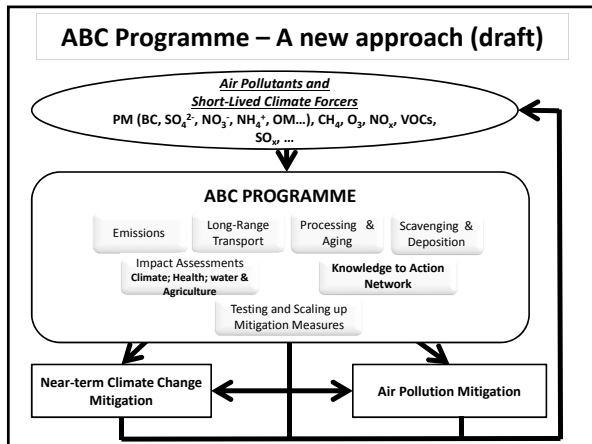 ABC Programme – A new approach (draft)
Air Pollutants and
Short-Lived Climate Forcers
PM (BC, SO₄²⁻, NO₃⁻, NH₄⁺, OM…), CH₄, O₃, NOₓ, VOCs,
SOₓ, …
ABC PROGRAMME
Emissions
Long-Range
Transport
Processing &
Aging
Scavenging &
Deposition
Impact Assessments
Climate; Health; water &
Agriculture
Knowledge to Action
Network
Testing and Scaling up
Mitigation Measures
Near-term Climate Change
Mitigation
Air Pollution Mitigation